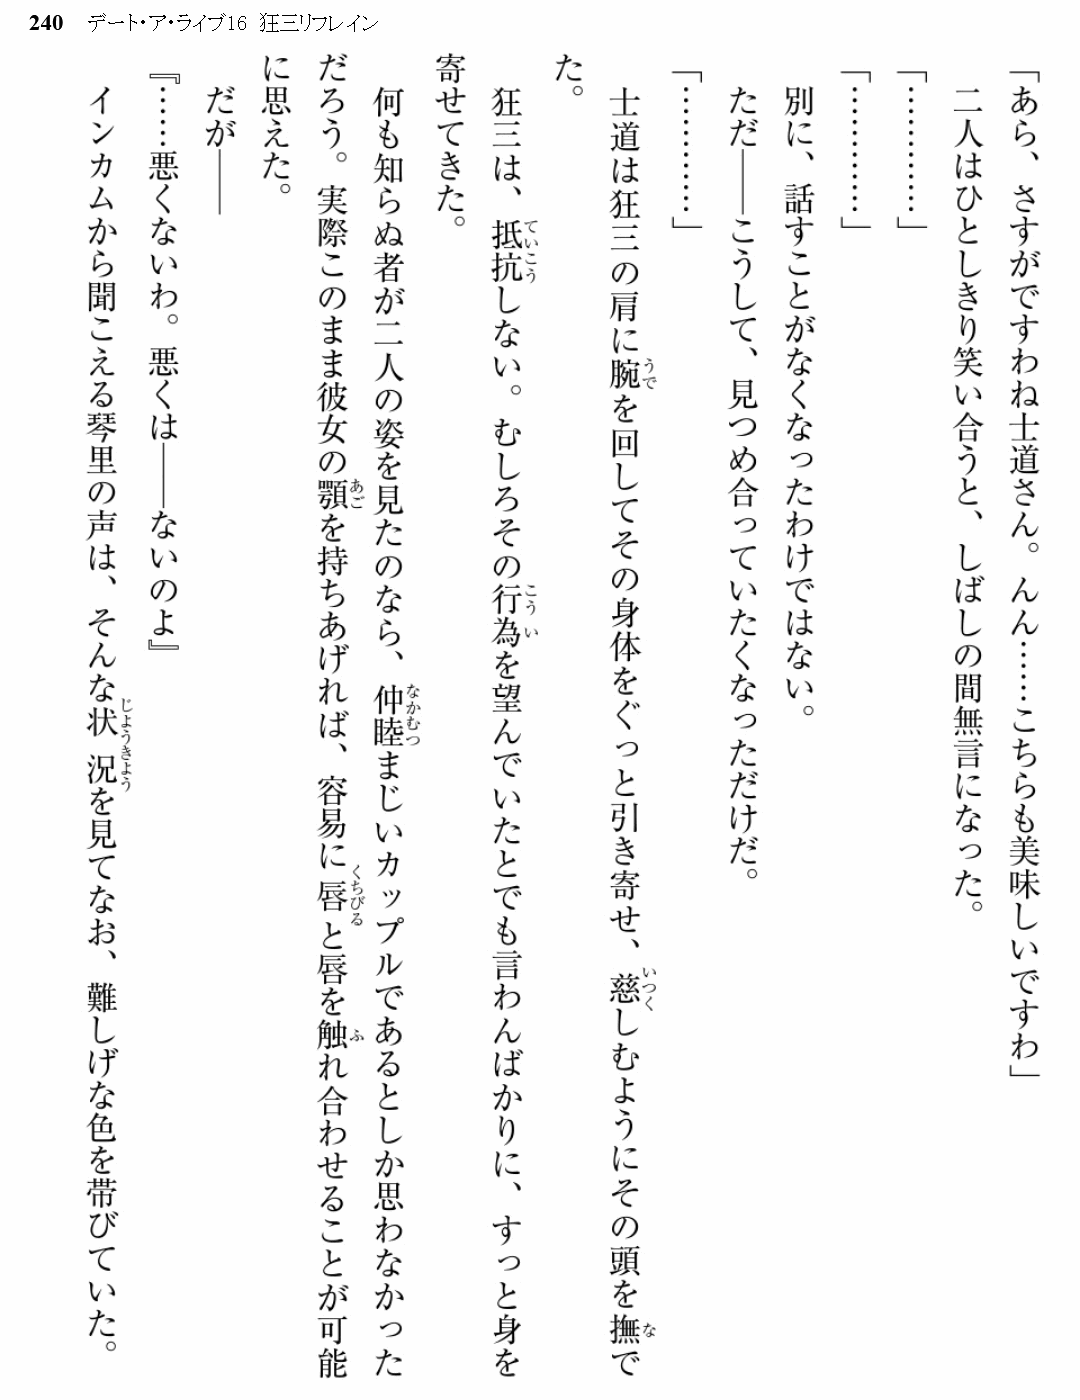 240 デート・ア・ライブ16 狂三リフレイン
「あら、さすがですわね士道さん。んん……こちらも美味しいですわ」
二人はひとしきり笑い合うと、しばしの間無言になった。
「…………」
「…………」
別に、話すことがなくなったわけではない。
ただ――こうして、見つめ合っていたくなっただけだ。
「…………」
士道は狂三の肩に腕を回してその身体をぐっと引き寄せ、慈しむようにその頭を撫で
た。
狂三は、抵抗しない。むしろその行為を望んでいたとでも言わんばかりに、すっと身を
寄せてきた。
何も知らぬ者が二人の姿を見たのなら、仲睦まじいカップルであるとしか思わなかった
だろう。実際このまま彼女の顎を持ちあげれば、容易に唇と唇を触れ合わせることが可能
に思えた。
だが――
『……悪くないわ。悪くは――ないのよ』
インカムから聞こえる琴里の声は、そんな状況を見てなお、難しげな色を帯びていた。